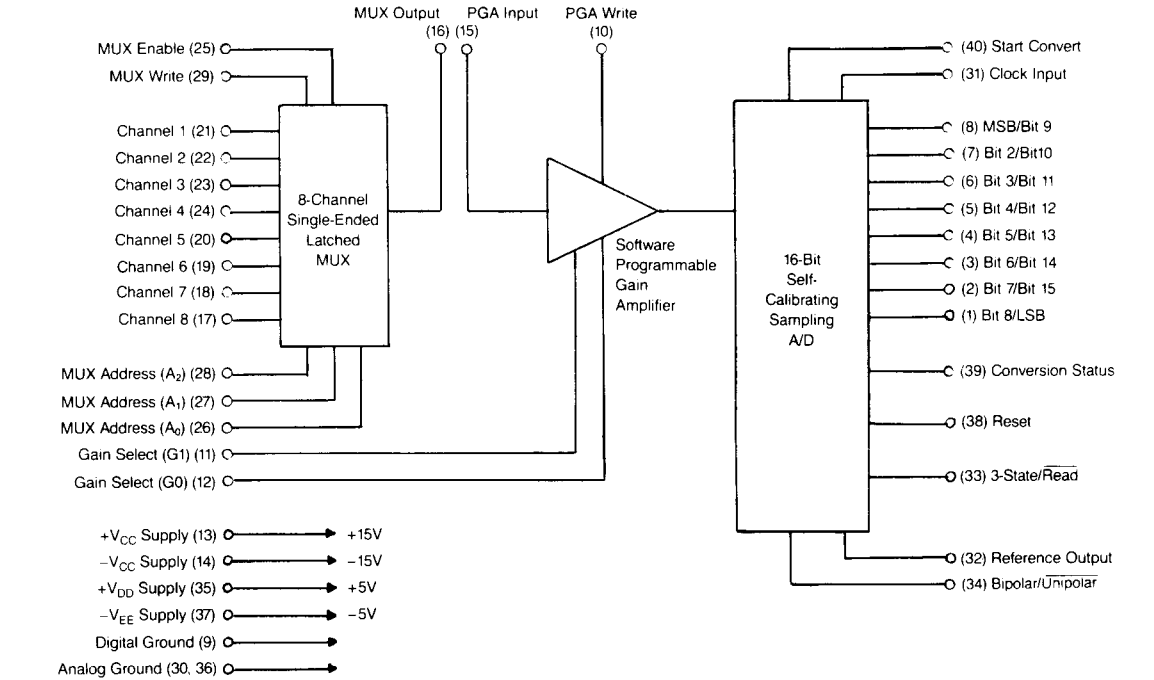 MUX Output PGA Input PGA Write
(16) (15) (10)
MUX Enable (25)
MUX Write (29)
Channel 1 (21)
Channel 2 (22)
Channel 3 (23)
Channel 4 (24)
Channel 5 (20)
Channel 6 (19)
Channel 7 (18)
Channel 8 (17)
8-Channel
Single-Ended
Latched
MUX
MUX Address (A₂) (28)
MUX Address (A₁) (27)
MUX Address (A₀) (26)
Gain Select (G1) (11)
Gain Select (G0) (12)
Software
Programmable
Gain
Amplifier
16-Bit
Self-
Calibrating
Sampling
A/D
(40) Start Convert
(31) Clock Input
(8) MSB/Bit 9
(7) Bit 2/Bit10
(6) Bit 3/Bit 11
(5) Bit 4/Bit 12
(4) Bit 5/Bit 13
(3) Bit 6/Bit 14
(2) Bit 7/Bit 15
(1) Bit 8/LSB
(39) Conversion Status
(38) Reset
(33) 3-State/R̅e̅a̅d̅
(32) Reference Output
(34) Bipolar/U̅n̅i̅p̅o̅l̅a̅r̅
+VCC Supply (13) +15V
−VCC Supply (14) −15V
+VDD Supply (35) +5V
−VEE Supply (37) −5V
Digital Ground (9)
Analog Ground (30, 36)